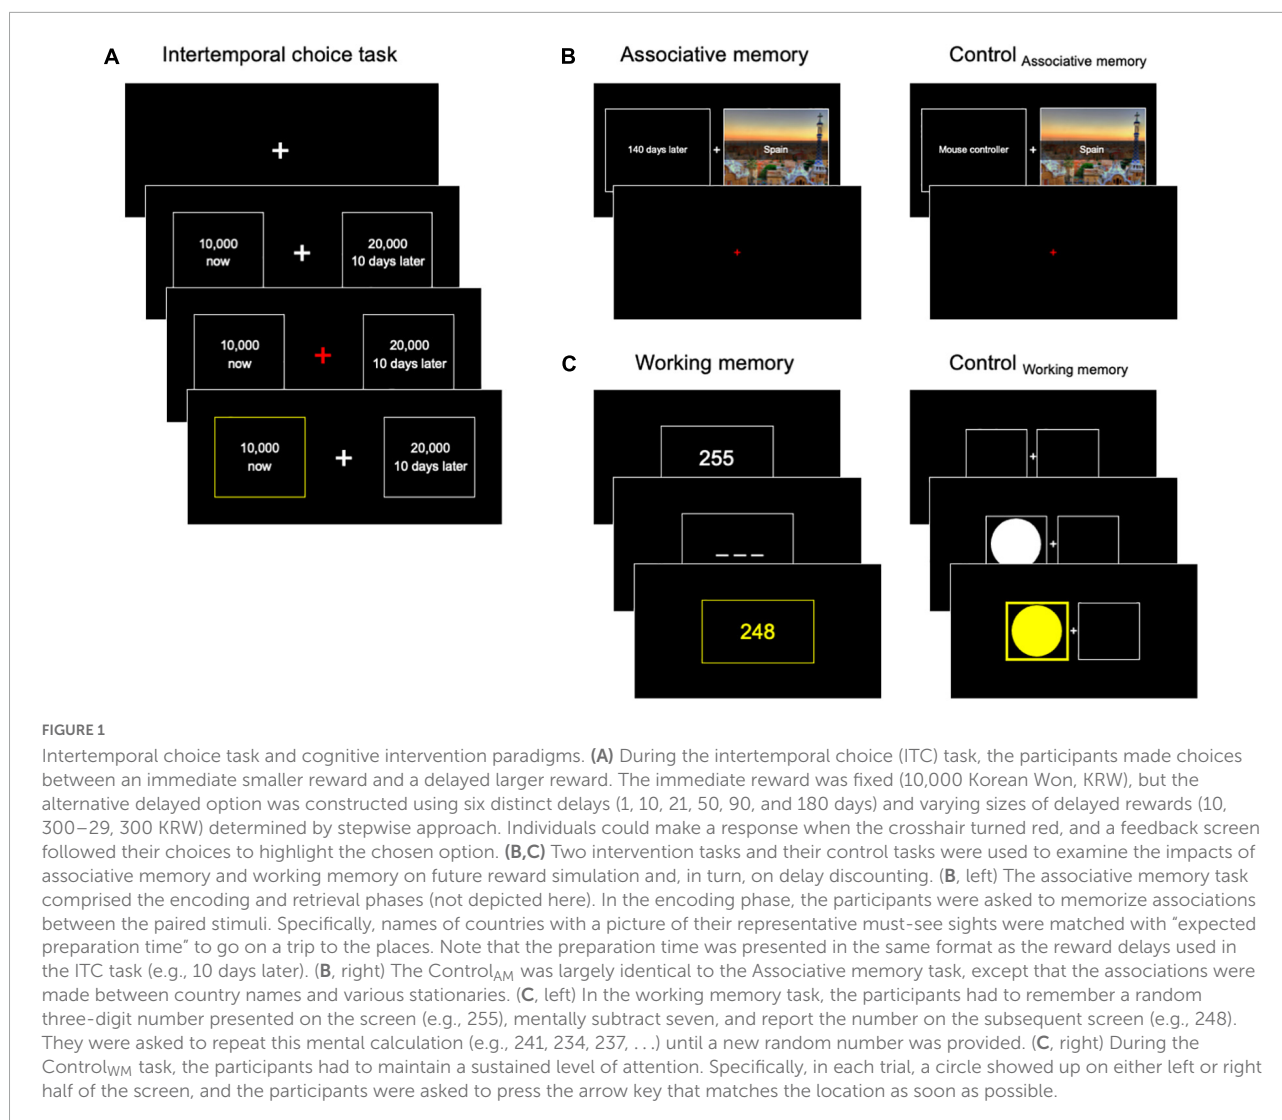 A
Intertemporal choice task
+
10,000
now
+
20,000
10 days later
10,000
now
+
20,000
10 days later
10,000
now
+
20,000
10 days later
B
Associative memory
140 days later
+
Spain
+
Control Associative memory
Mouse controller
+
Spain
+
C
Working memory
255
_ _ _
248
Control Working memory
+
+
+
FIGURE 1
Intertemporal choice task and cognitive intervention paradigms. (A) During the intertemporal choice (ITC) task, the participants made choices
between an immediate smaller reward and a delayed larger reward. The immediate reward was fixed (10,000 Korean Won, KRW), but the
alternative delayed option was constructed using six distinct delays (1, 10, 21, 50, 90, and 180 days) and varying sizes of delayed rewards (10,
300–29, 300 KRW) determined by stepwise approach. Individuals could make a response when the crosshair turned red, and a feedback screen
followed their choices to highlight the chosen option. (B,C) Two intervention tasks and their control tasks were used to examine the impacts of
associative memory and working memory on future reward simulation and, in turn, on delay discounting. (B, left) The associative memory task
comprised the encoding and retrieval phases (not depicted here). In the encoding phase, the participants were asked to memorize associations
between the paired stimuli. Specifically, names of countries with a picture of their representative must-see sights were matched with “expected
preparation time” to go on a trip to the places. Note that the preparation time was presented in the same format as the reward delays used in
the ITC task (e.g., 10 days later). (B, right) The ControlAM was largely identical to the Associative memory task, except that the associations were
made between country names and various stationaries. (C, left) In the working memory task, the participants had to remember a random
three-digit number presented on the screen (e.g., 255), mentally subtract seven, and report the number on the subsequent screen (e.g., 248).
They were asked to repeat this mental calculation (e.g., 241, 234, 237, . . .) until a new random number was provided. (C, right) During the
ControlWM task, the participants had to maintain a sustained level of attention. Specifically, in each trial, a circle showed up on either left or right
half of the screen, and the participants were asked to press the arrow key that matches the location as soon as possible.